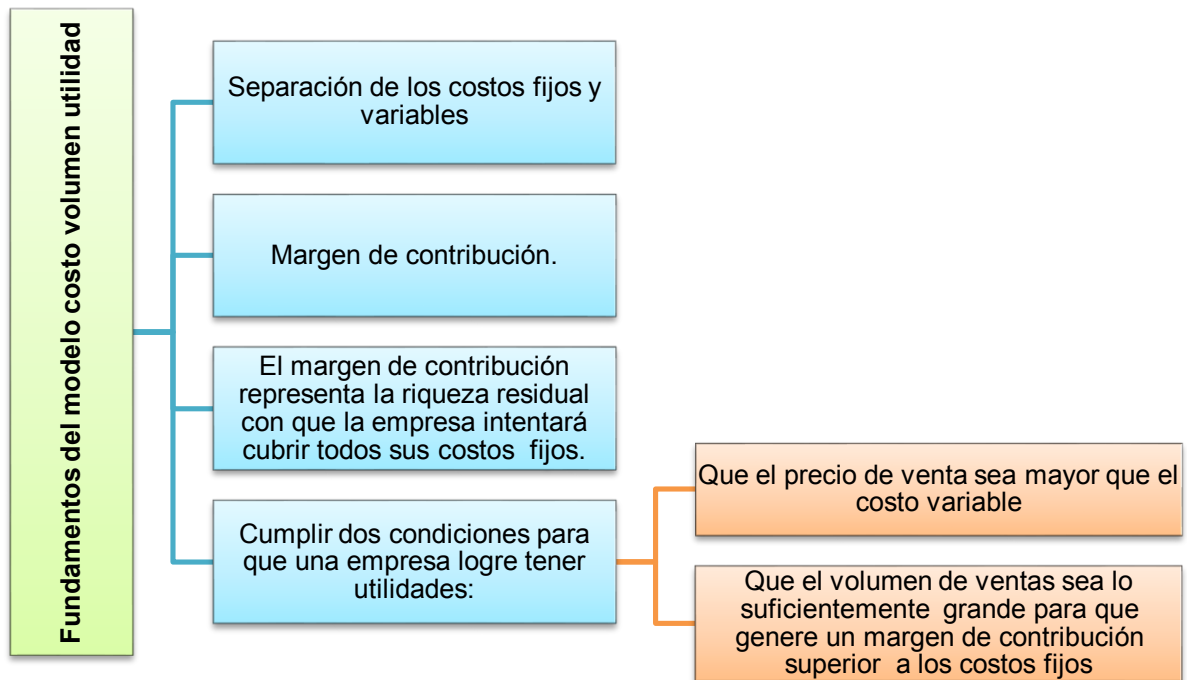 Fundamentos del modelo costo volumen utilidad
Separación de los costos fijos y
variables
Margen de contribución.
El margen de contribución
representa la riqueza residual
con que la empresa intentará
cubrir todos sus costos fijos.
Cumplir dos condiciones para
que una empresa logre tener
utilidades:
Que el precio de venta sea mayor que el
costo variable
Que el volumen de ventas sea lo
suficientemente grande para que
genere un margen de contribución
superior a los costos fijos